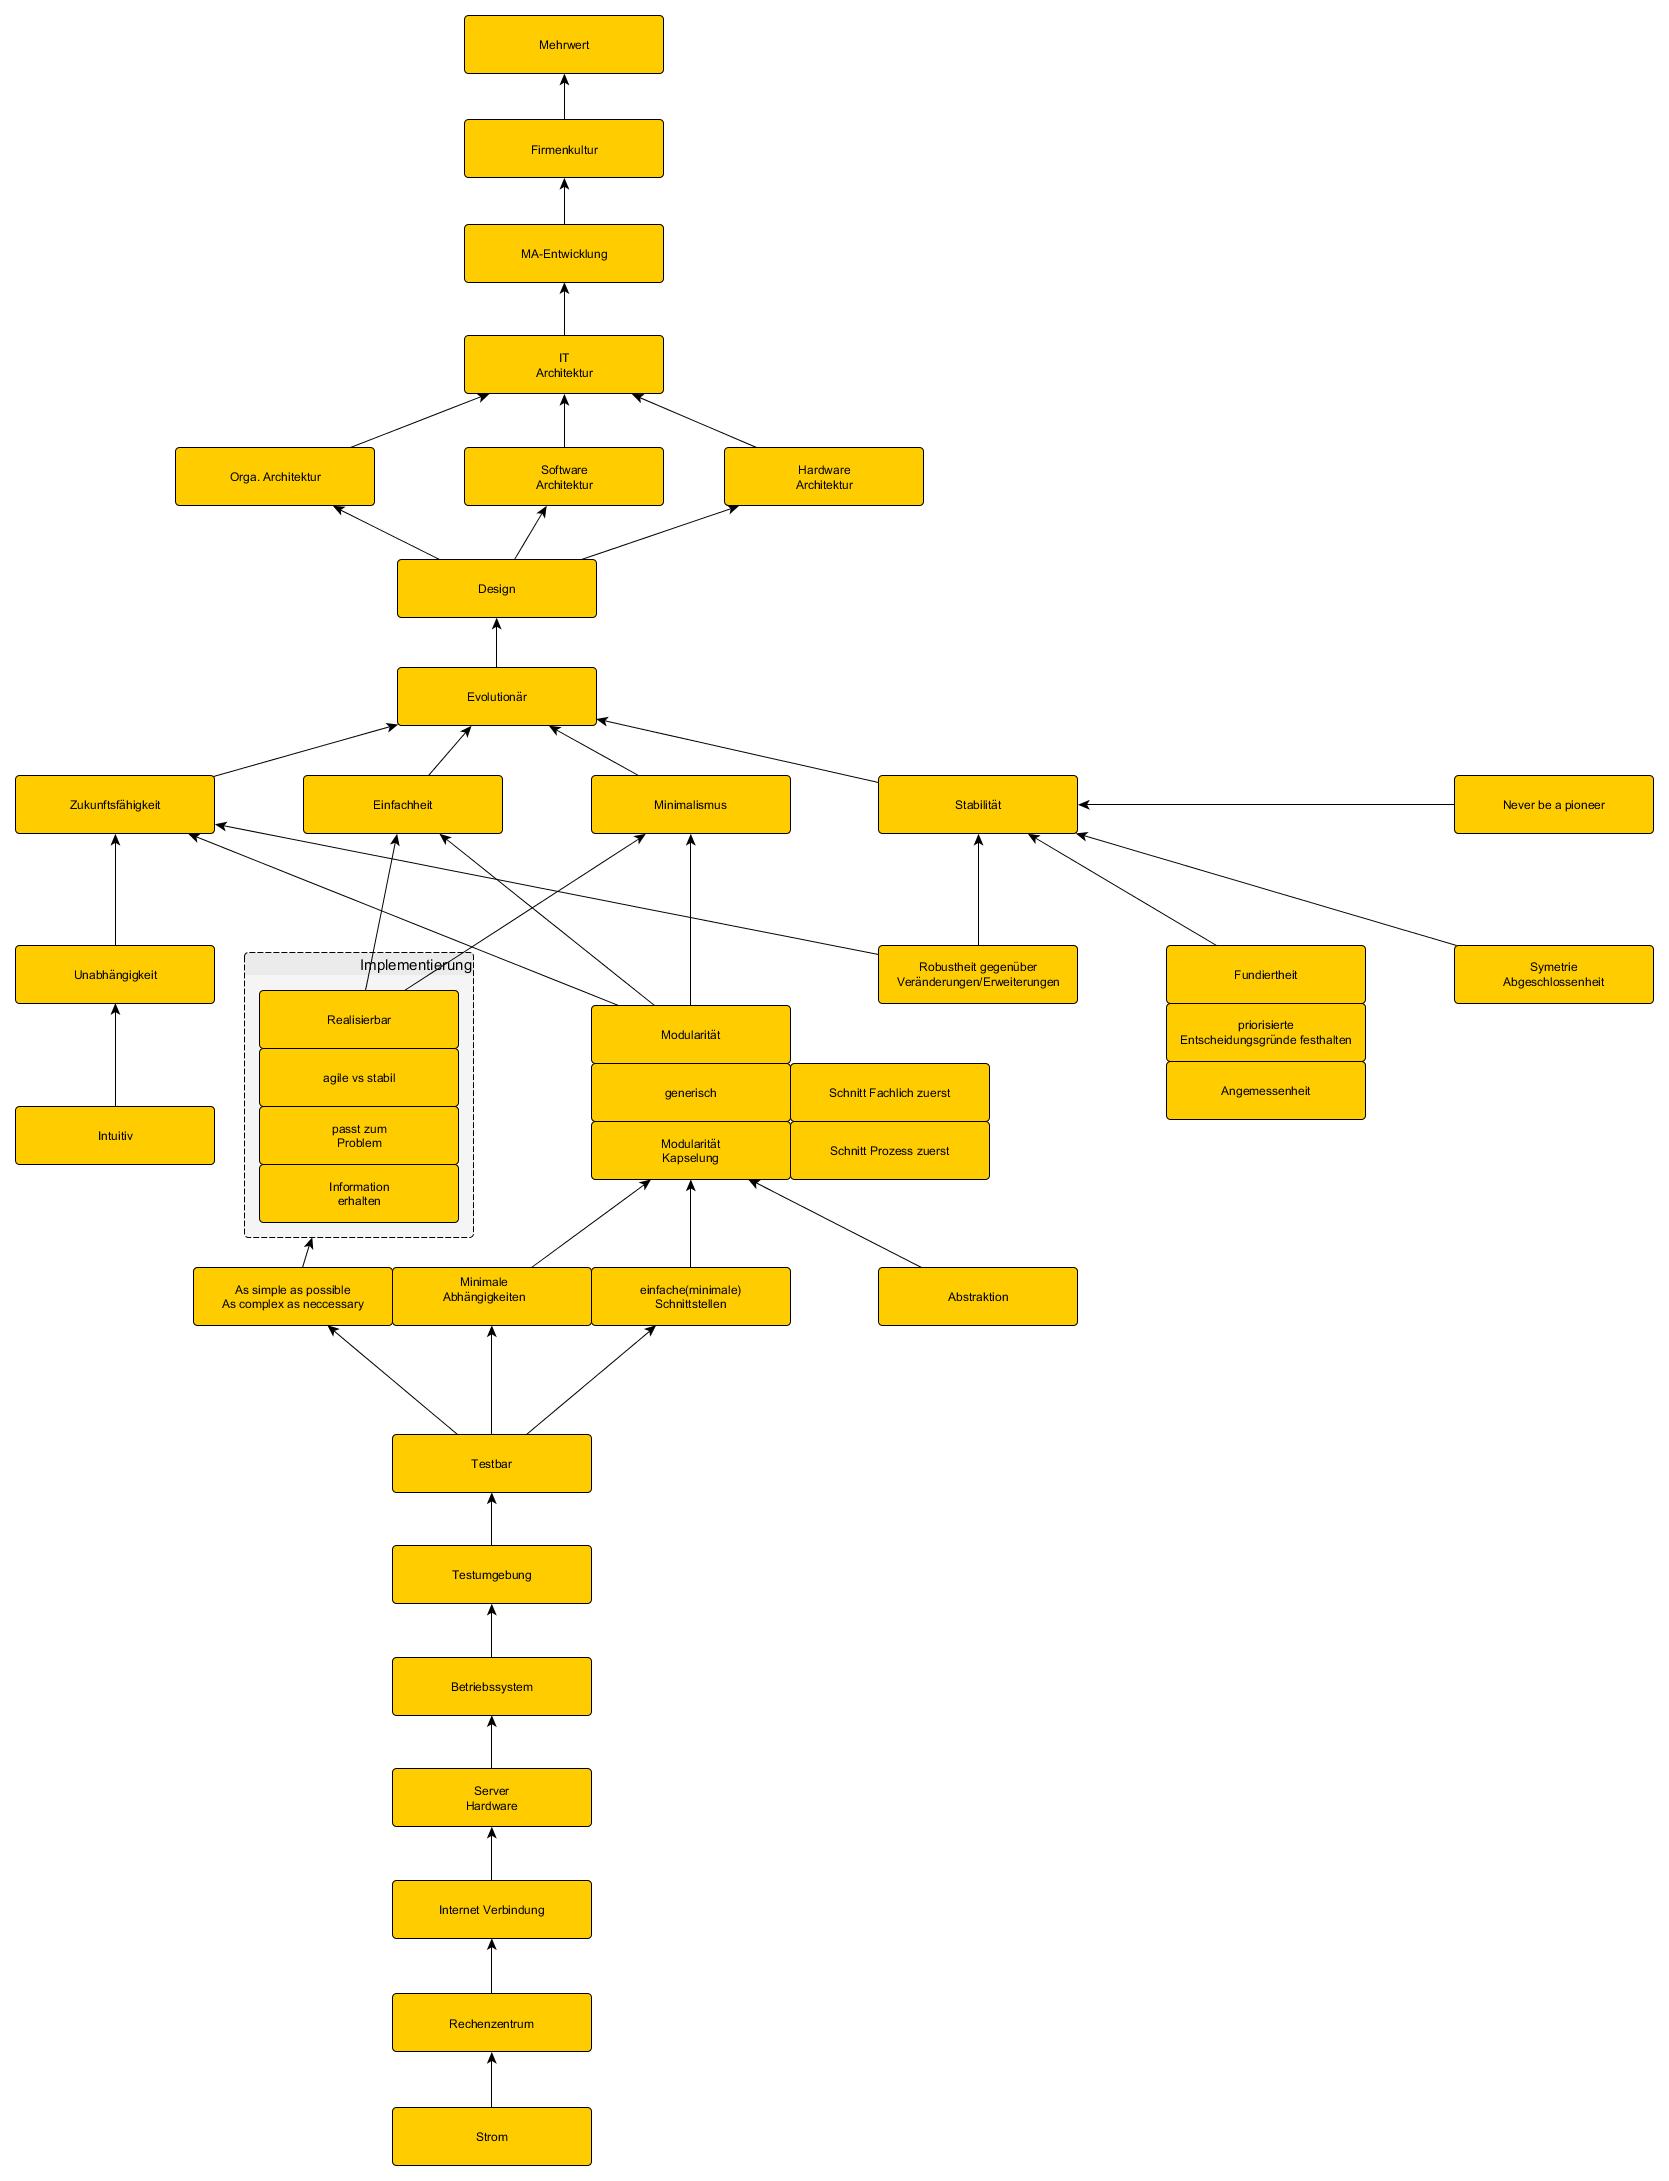 Mehrwert
Firmenkultur
MA-Entwicklung
IT
Architektur
Orga. Architektur
Software
Architektur
Hardware
Architektur
Design
Evolutionär
Zukunftsfähigkeit
Einfachheit
Minimalismus
Stabilität
Never be a pioneer
Unabhängigkeit
Implementierung
Robustheit gegenüber
Veränderungen/Erweiterungen
Fundiertheit
Symetrie
Abgeschlossenheit
Realisierbar
Modularität
priorisierte
Entscheidungsgründe festhalten
agile vs stabil
generisch
Schnitt Fachlich zuerst
Angemessenheit
Intuitiv
passt zum
Problem
Modularität
Kapselung
Schnitt Prozess zuerst
Information
erhalten
As simple as possible
As complex as neccessary
Minimale
Abhängigkeiten
einfache(minimale)
Schnittstellen
Abstraktion
Testbar
Testumgebung
Betriebssystem
Server
Hardware
Internet Verbindung
Rechenzentrum
Strom